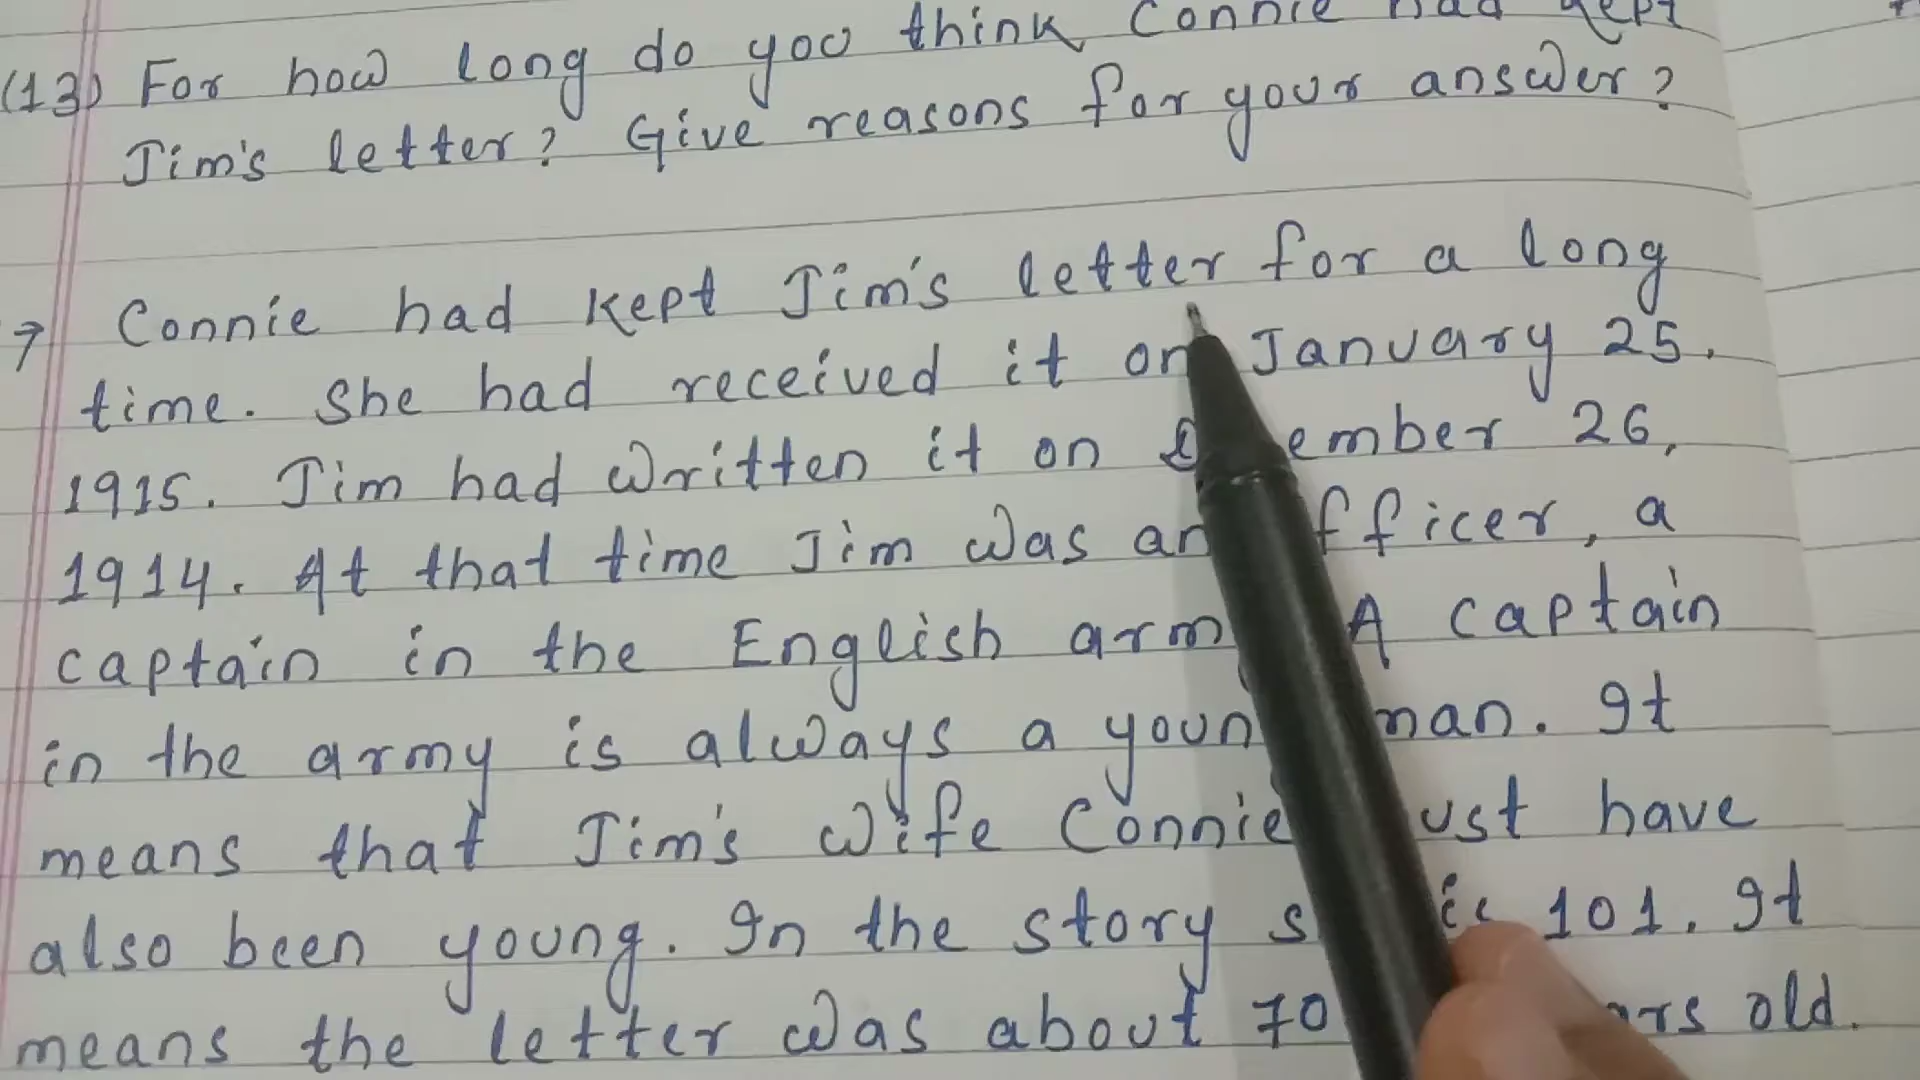 (13) For how long do you think Connie had kept
Jim's letter? Give reasons for your answer?
→ Connie had kept Jim's letter for a long
time. She had received it on January 25,
1915. Jim had written it on ember 26,
1914. At that time Jim was an fficer, a
captain in the English arm A captain
in the army is always a youn man. It
means that Jim's wife Connie ust have
also been young. In the story s is 101. It
means the letter was about 70 ars old.